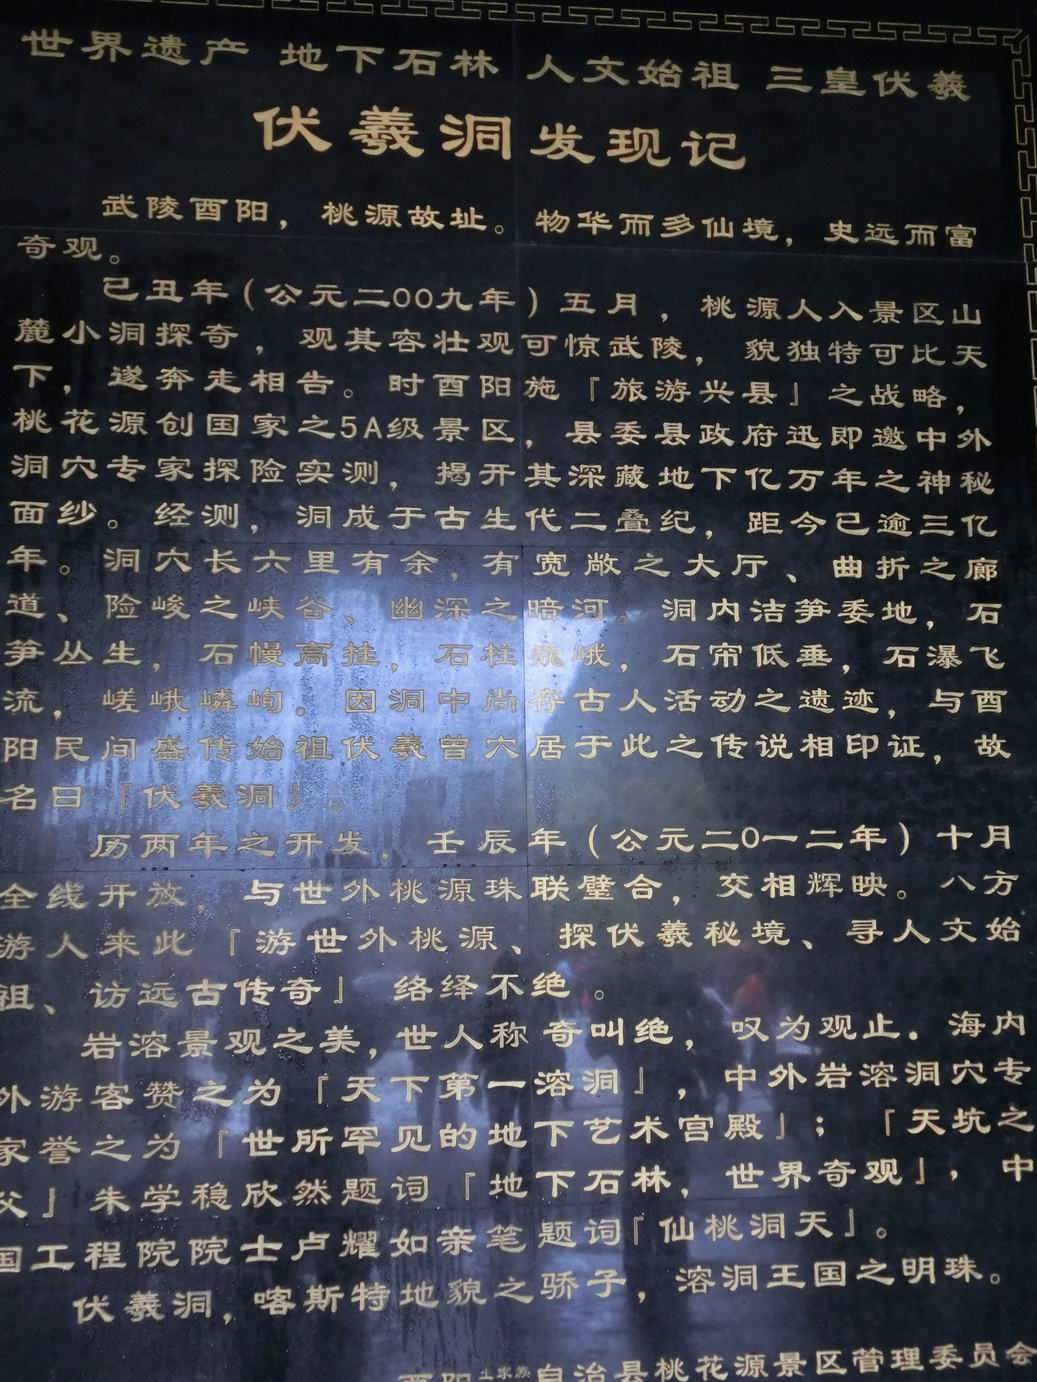 世界遗产 地下石林 人文始祖 三皇伏羲
伏羲洞发现记
武陵酉阳，桃源故址。物华而多仙境，史远而富
奇观。
已丑年(公元二00九年)五月，桃源人入景区山
麓小洞探奇，观其容壮观可惊武陵，貌独特可比天
下，遂奔走相告。时酉阳施『旅游兴县』之战略，
桃花源创国家之5A级景区，县委县政府迅即邀中外
洞穴专家探险实测，揭开其深藏地下亿万年之神秘
面纱。经测，洞成于古生代二叠纪，距今已逾三亿
年。洞穴长六里有余，有宽敞之大厅、曲折之廊
道、险峻之峡谷、幽深之暗河。洞内洁笋委地，石
笋丛生，石幔高挂，石柱巍峨，石帘低垂，石瀑飞
流，嵯峨嶙峋。因洞中尚存古人活动之遗迹，与酉
阳民间盛传始祖伏羲曾穴居于此之传说相印证，故
名曰『伏羲洞』。
历两年之开发，壬辰年(公元二0一二年)十月
全线开放，与世外桃源珠联璧合，交相辉映。八方
游人来此『游世外桃源、探伏羲秘境、寻人文始
祖、访远古传奇』络绎不绝。
岩溶景观之美，世人称奇叫绝，叹为观止．海内
外游客赞之为『天下第一溶洞』，中外岩溶洞穴专
家誉之为『世所罕见的地下艺术宫殿』；『天坑之
父』朱学稳欣然题词『地下石林，世界奇观』，中
国工程院院士卢耀如亲笔题词『仙桃洞天』。
伏羲洞，喀斯特地貌之骄子，溶洞王国之明珠。
酉阳土家族自治县桃花源景区管理委员会